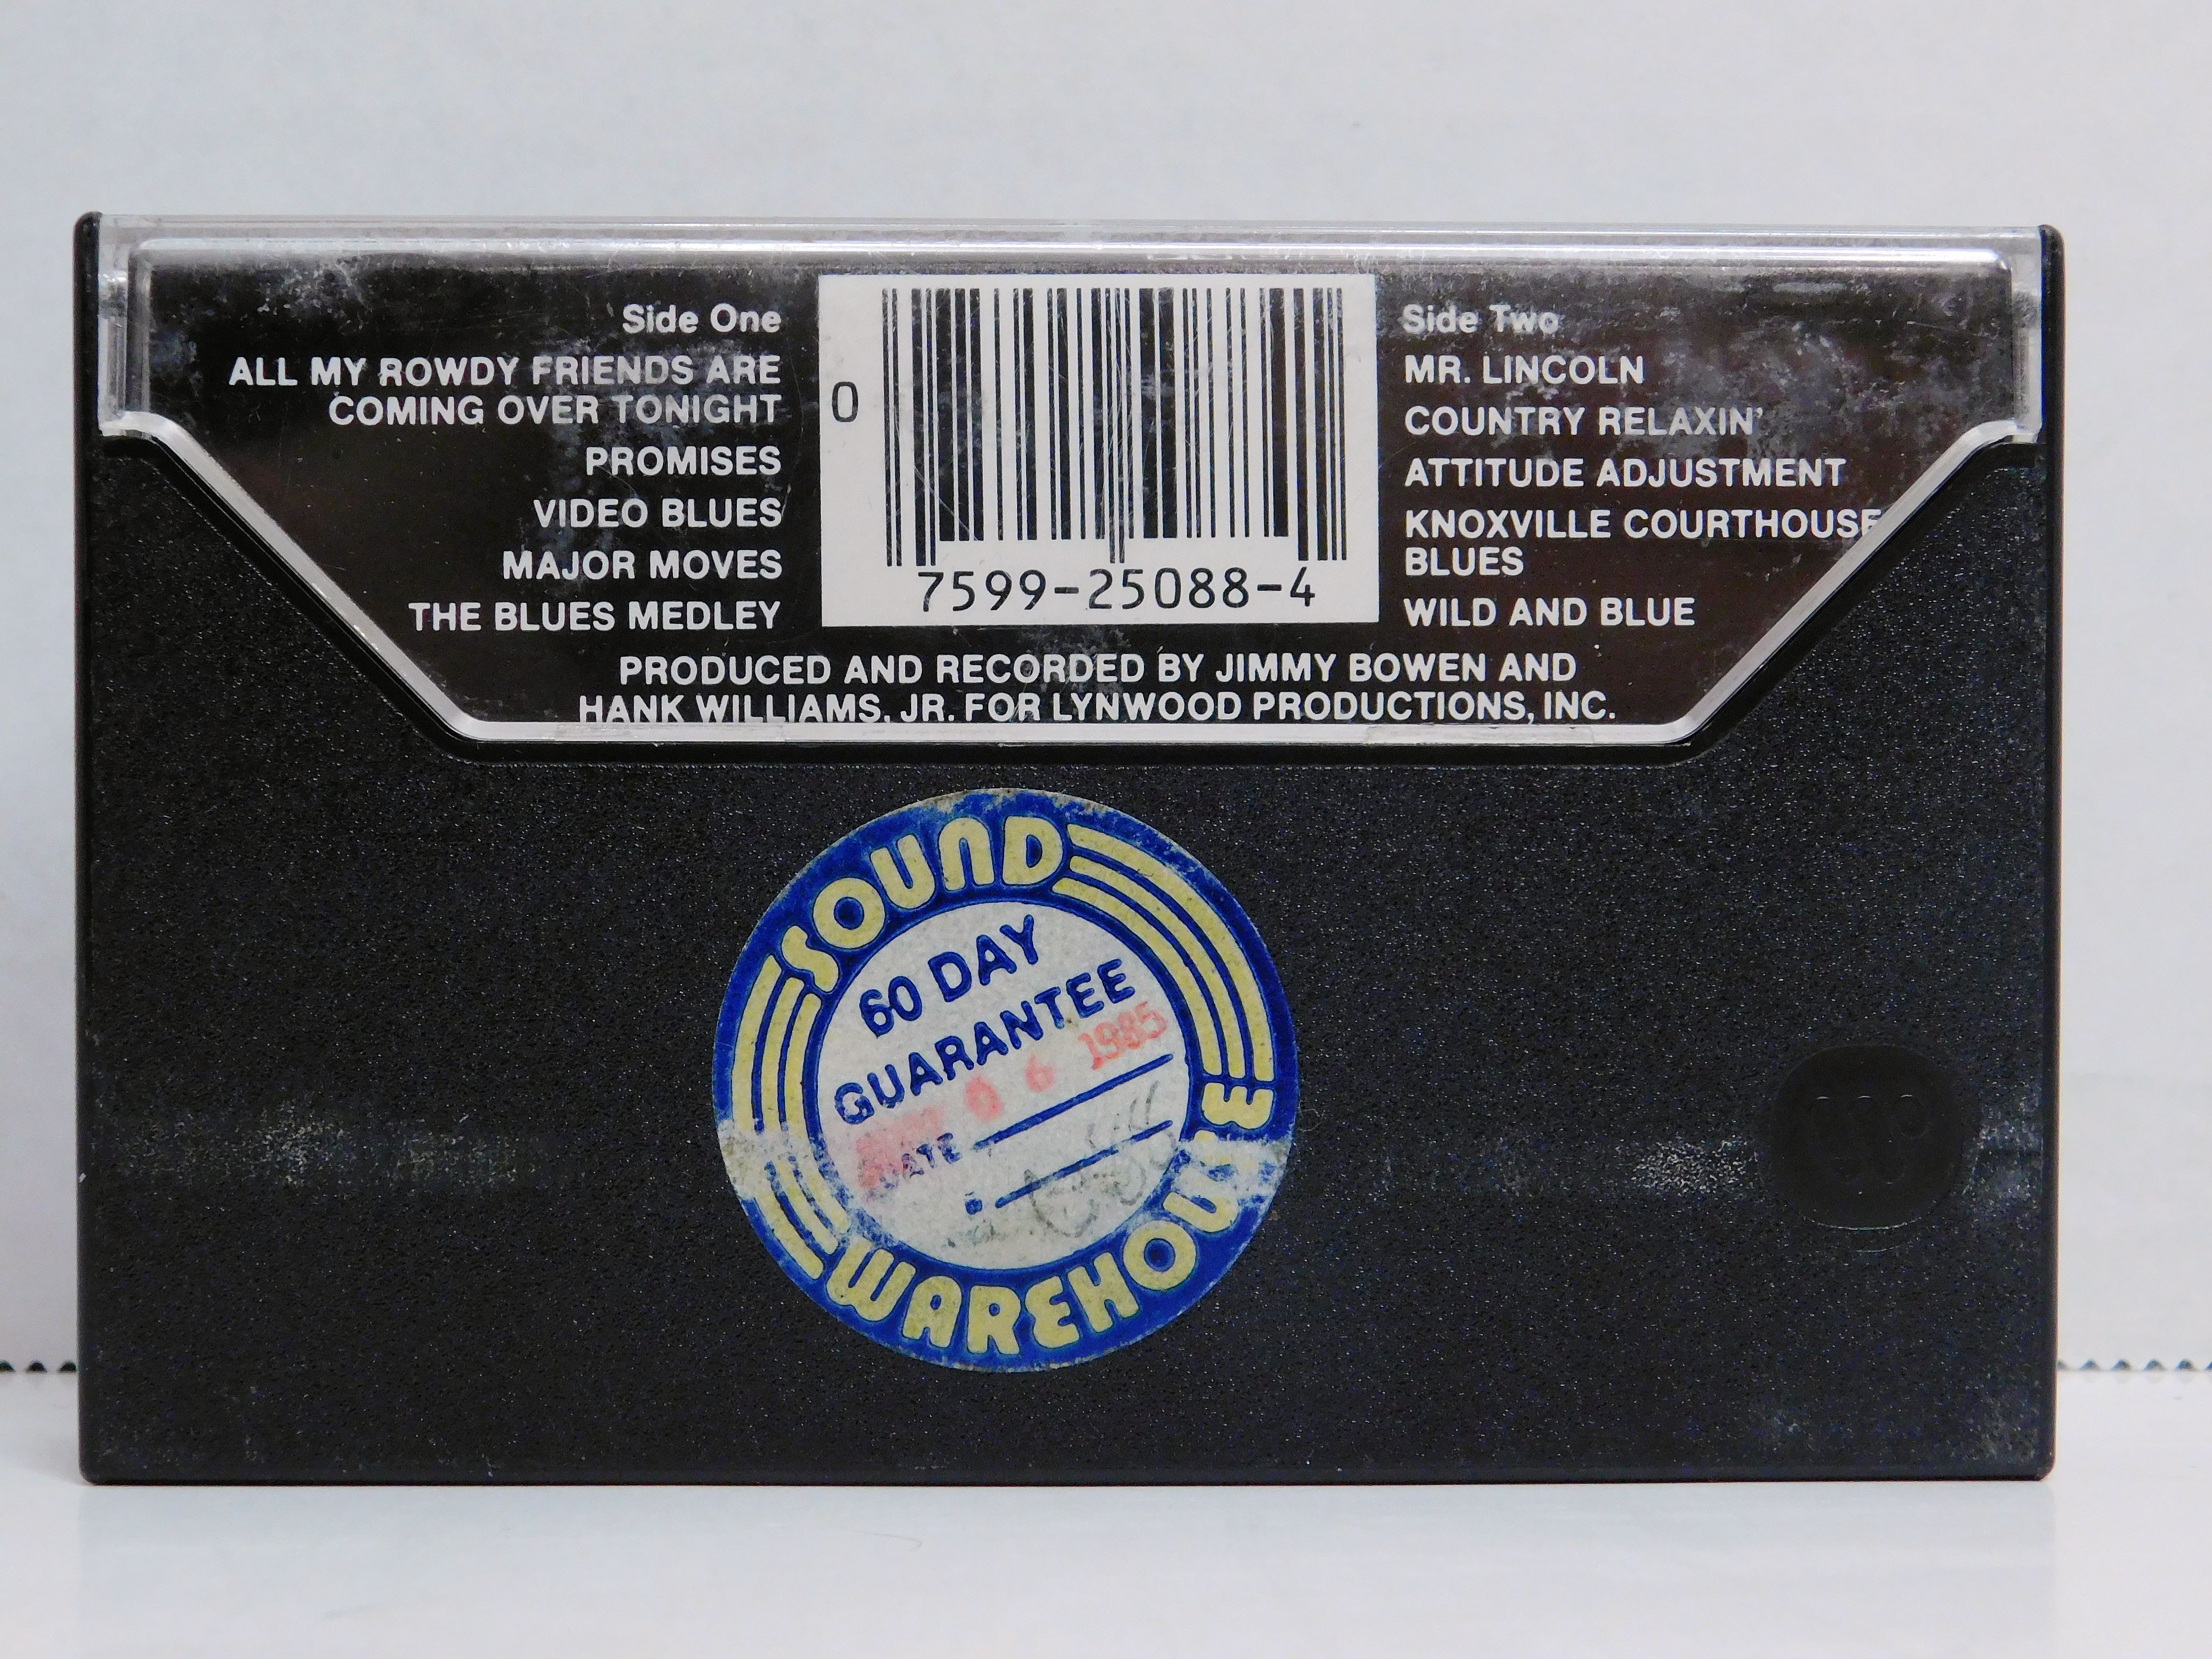 Side One
ALL MY ROWDY FRIENDS ARE
COMING OVER TONIGHT
PROMISES
VIDEO BLUES
MAJOR MOVES
THE BLUES MEDLEY
0
7599-25088-4
Side Two
MR. LINCOLN
COUNTRY RELAXIN'
ATTITUDE ADJUSTMENT
KNOXVILLE COURTHOUSE
BLUES
WILD AND BLUE
PRODUCED AND RECORDED BY JIMMY BOWEN AND
HANK WILLIAMS, JR. FOR LYNWOOD PRODUCTIONS, INC.
SOUND
60 DAY
GUARANTEE
06 1985
DATE
WAREHOUSE